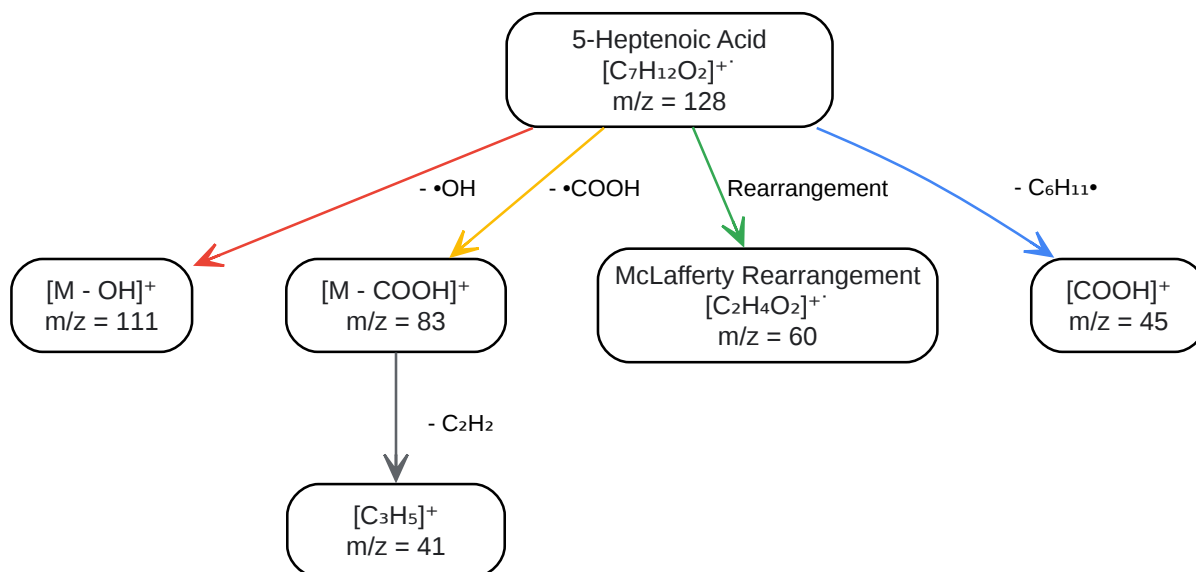 5-Heptenoic Acid
[C₇H₁₂O₂]⁺˙
m/z = 128
- •OH
- •COOH
Rearrangement
- C₆H₁₁•
[M - OH]⁺
m/z = 111
[M - COOH]⁺
m/z = 83
McLafferty Rearrangement
[C₂H₄O₂]⁺˙
m/z = 60
[COOH]⁺
m/z = 45
- C₂H₂
[C₃H₅]⁺
m/z = 41